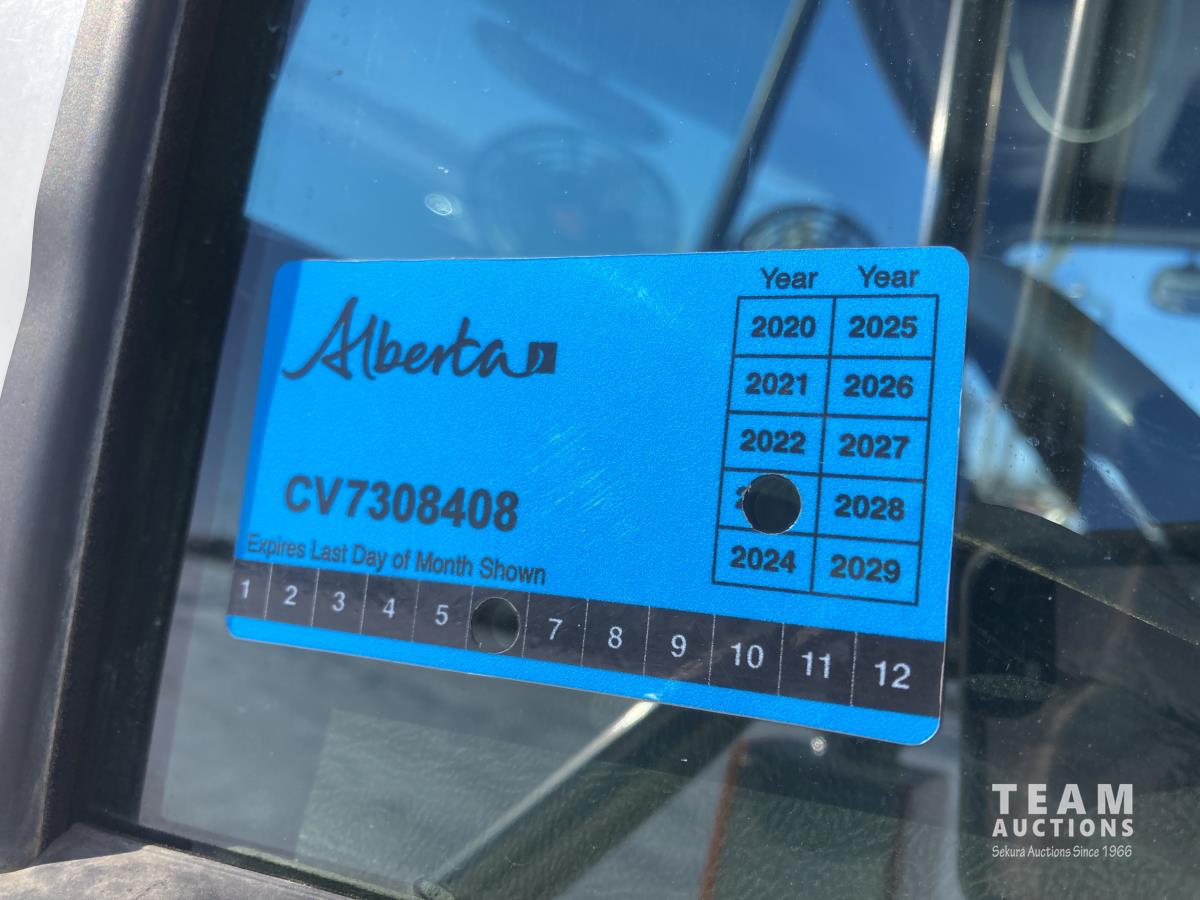 Alberta
CV7308408
Expires Last Day of Month Shown
Year Year
2020 2025
2021 2026
2022 2027
2028
2024 2029
1 2 3 4 5 7 8 9 10 11 12
TEAM
AUCTIONS
Sekura Auctions Since 1966